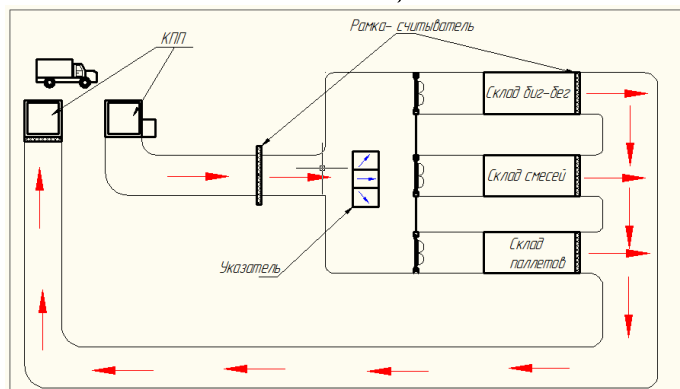 КПП
Рамка- считыватель
Склад биг-бег
Склад смесей
Склад
паллетов
Указатель